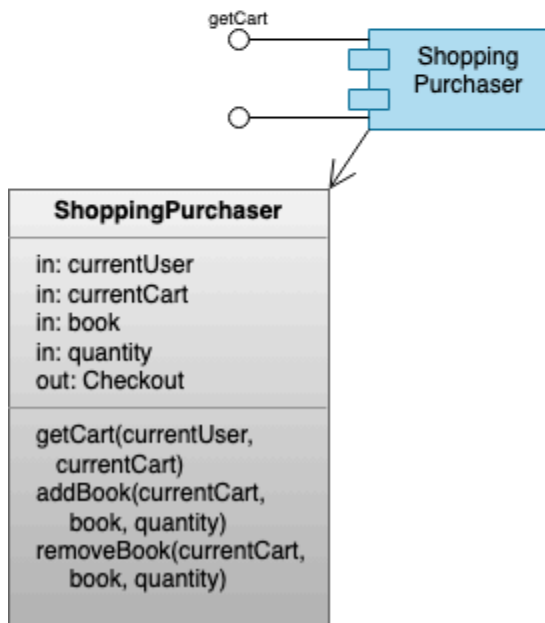 getCart
Shopping
Purchaser
ShoppingPurchaser
in: currentUser
in: currentCart
in: book
in: quantity
out: Checkout
getCart(currentUser,
currentCart)
addBook(currentCart,
book, quantity)
removeBook(currentCart,
book, quantity)